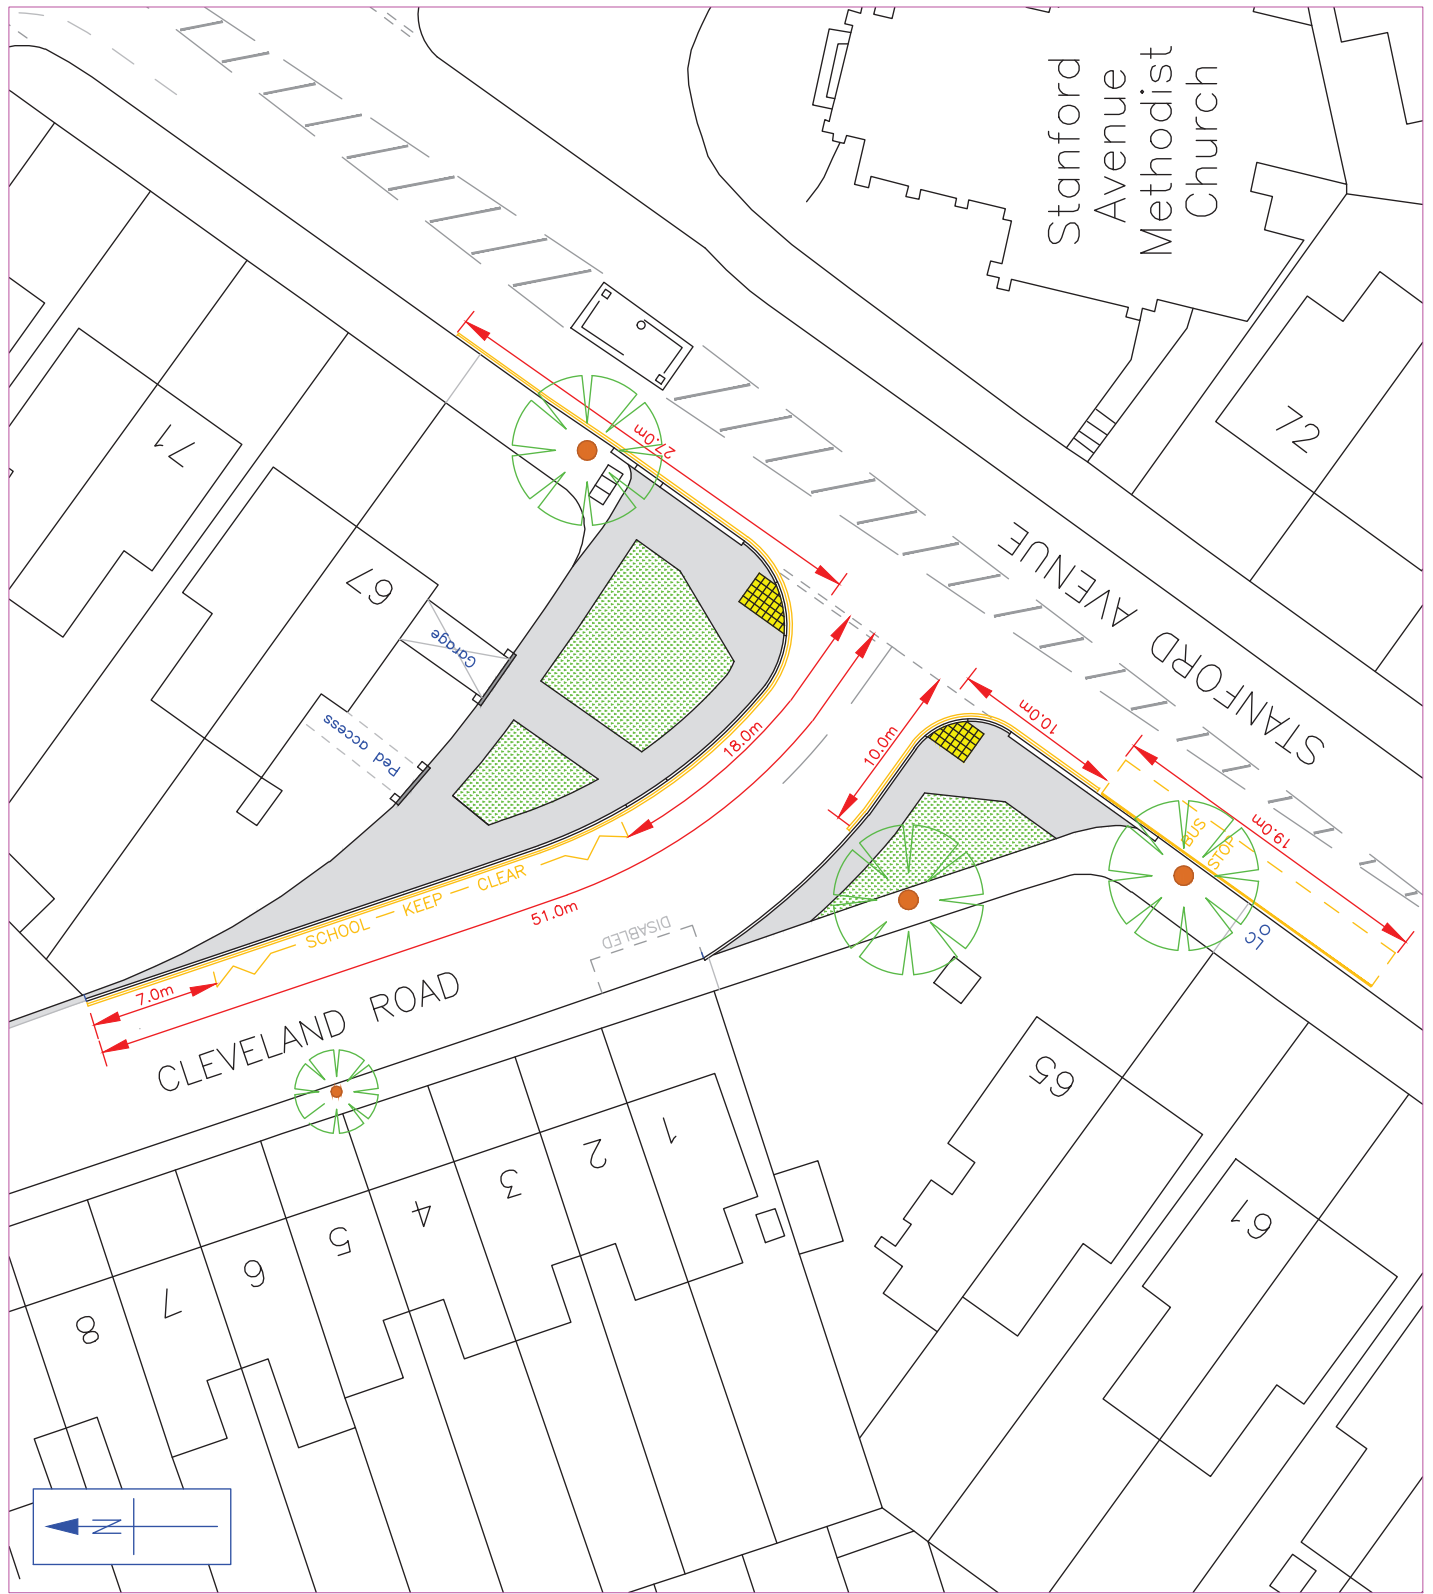 Stanford
Avenue
Methodist
Church
72
71
27.0m
67
Garage
Ped access
STANFORD AVENUE
18.0m
10.0m
10.0m
19.0m
BUS
STOP
LC
SCHOOL — KEEP — CLEAR
51.0m
DISABLED
7.0m
CLEVELAND ROAD
65
61
1
2
3
4
5
6
7
8
N